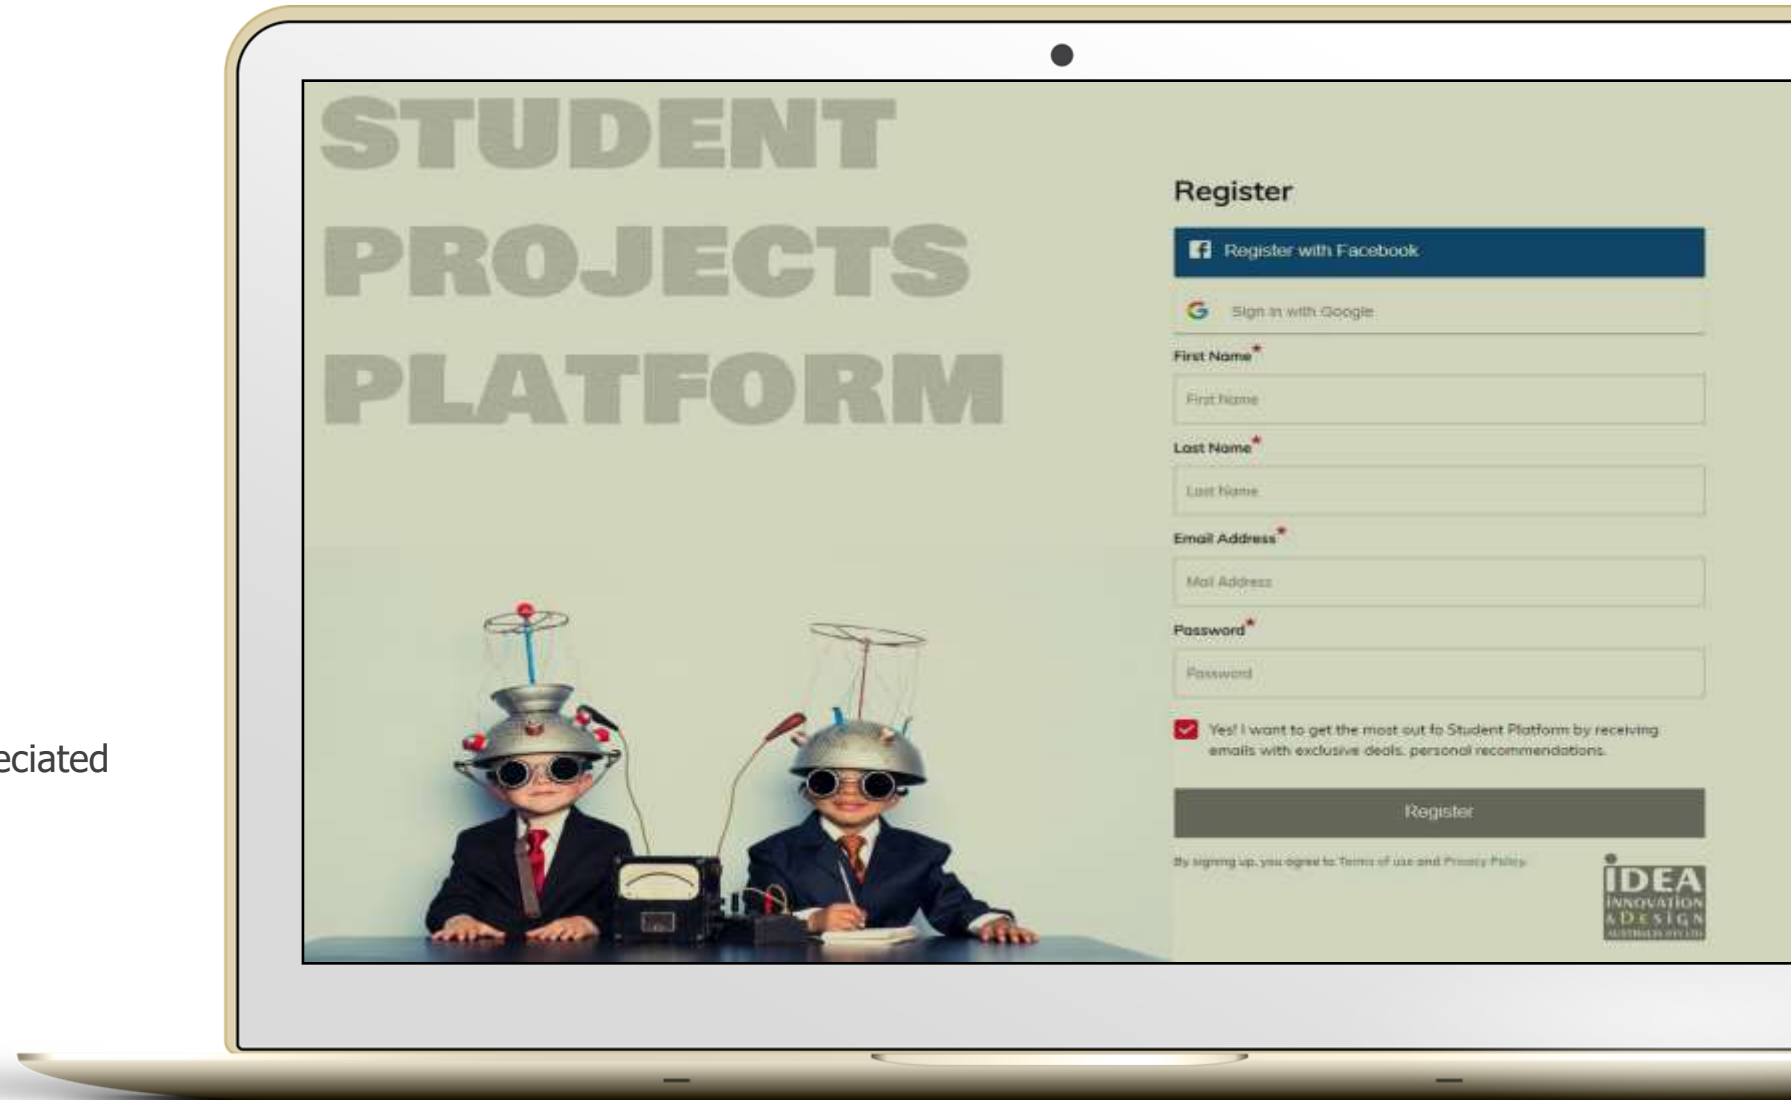 STUDENT
PROJECTS
PLATFORM
eciated
Register
Register with Facebook
Sign in with Google
First Name*
First Name
Last Name*
Last Name
Email Address*
Mail Address
Password*
Password
Yes! I want to get the most out fo Student Platform by receiving
emails with exclusive deals, personal recommendations.
Register
By signing up, you agree to Terms of use and Privacy Policy.
iDEA
INNOVATION
& DESIGN
AUSTRALIA PTY LTD